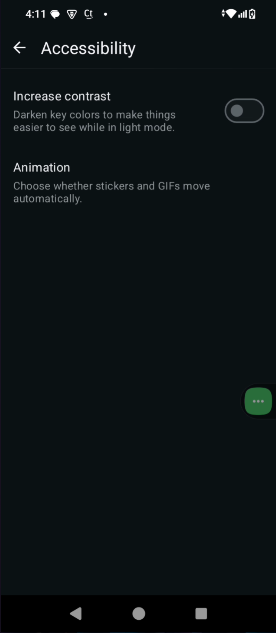 4:11
Accessibility
Increase contrast
Darken key colors to make things
easier to see while in light mode.
Animation
Choose whether stickers and GIFs move
automatically.